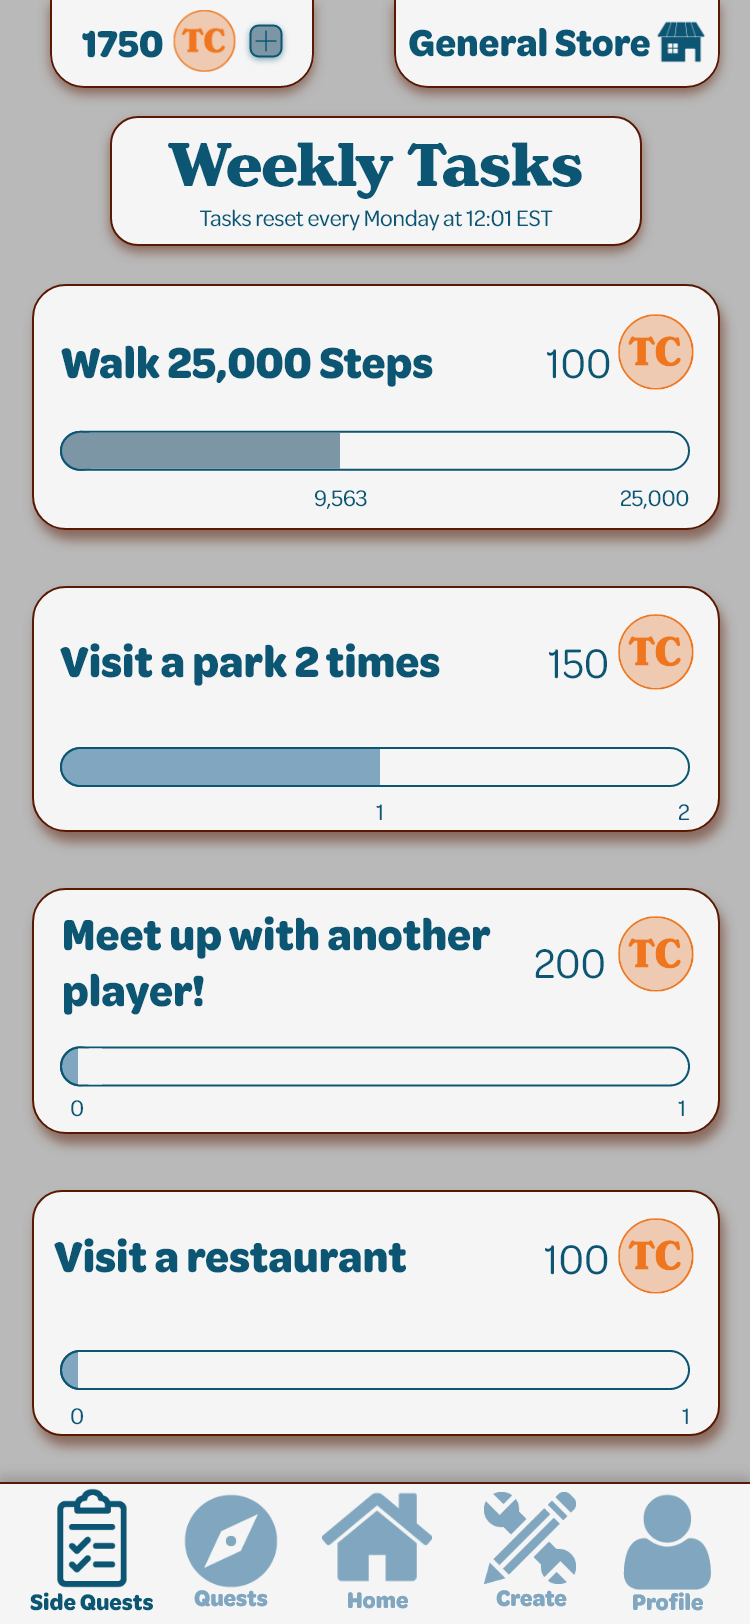 1750 TC
General Store
Weekly Tasks
Tasks reset every Monday at 12:01 EST
Walk 25,000 Steps
100 TC
9,563
25,000
Visit a park 2 times
150 TC
1
2
Meet up with another
player!
200 TC
0
1
Visit a restaurant
100 TC
0
1
Side Quests
Quests
Home
Create
Profile